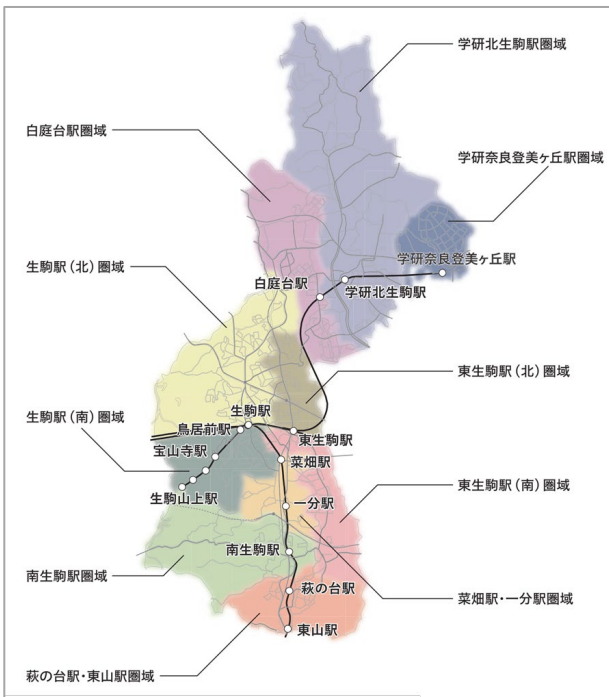 学研北生駒駅圏域
白庭台駅圏域
学研奈良登美ヶ丘駅圏域
学研奈良登美ヶ丘駅
生駒駅（北）圏域
白庭台駅
学研北生駒駅
東生駒駅（北）圏域
生駒駅
生駒駅（南）圏域
鳥居前駅
東生駒駅
宝山寺駅
菜畑駅
東生駒駅（南）圏域
生駒山上駅
一分駅
南生駒駅
南生駒駅圏域
萩の台駅
菜畑駅・一分駅圏域
東山駅
萩の台駅・東山駅圏域